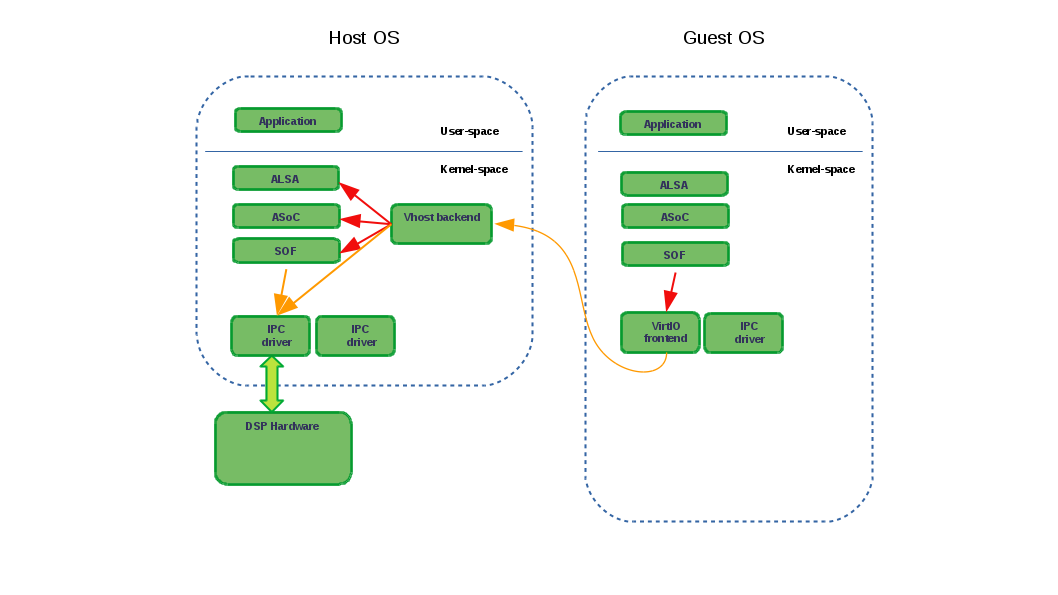 Host OS
Application
User-space
Kernel-space
ALSA
ASoC
SOF
Vhost backend
IPC
driver
IPC
driver
DSP Hardware
Guest OS
Application
User-space
Kernel-space
ALSA
ASoC
SOF
VirtIO
frontend
IPC
driver